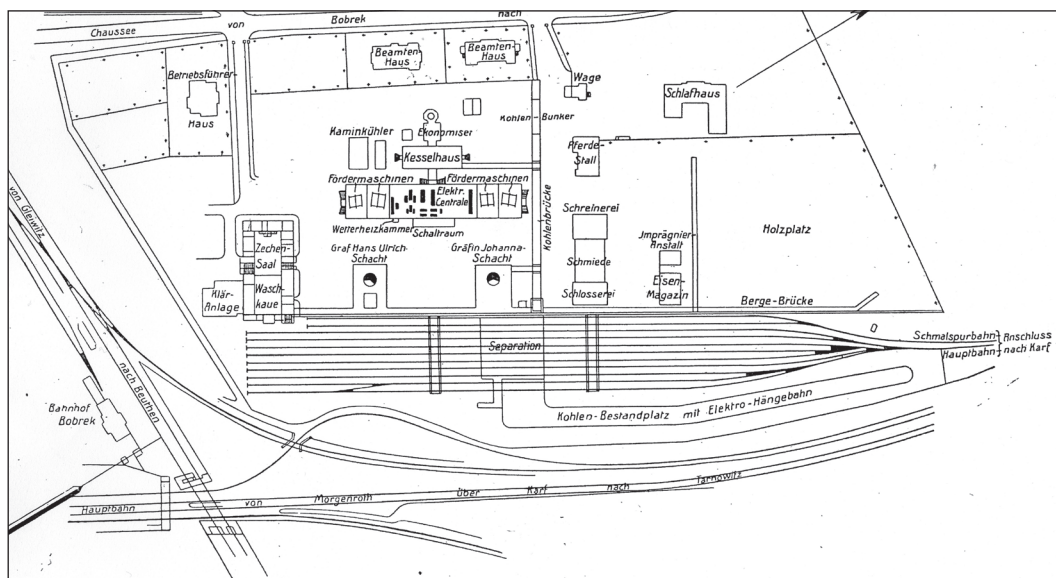 Chaussee von Bobrek nach
Betriebsführer-
Haus
Beamten-
Haus
Beamten-
Haus
Wage
Schlafhaus
Kohlen-Bunker
Kaminkühler
Ekonomiser
Kesselhaus
Pferde-
Stall
Fördermaschinen
Elektr.
Centrale
Fördermaschinen
Wetterheizkammer
Schaltraum
Kohlenbrücke
Schreinerei
Schmiede
Schlosserei
Jmprägnier-
Anstalt
Eisen-
Magazin
Holzplatz
von Gleiwitz
nach Beuthen
Zechen-
Saal
Wasch-
kaue
Klär-
Anlage
Graf Hans Ulrich-
Schacht
Gräfin Johanna-
Schacht
Berge-Brücke
Separation
Schmalspurbahn
Hauptbahn
Anschluss
nach Karf
Bahnhof
Bobrek
Kohlen-Bestandplatz mit Elektro-Hängebahn
Hauptbahn von Morgenroth über Karf nach Tarnowitz